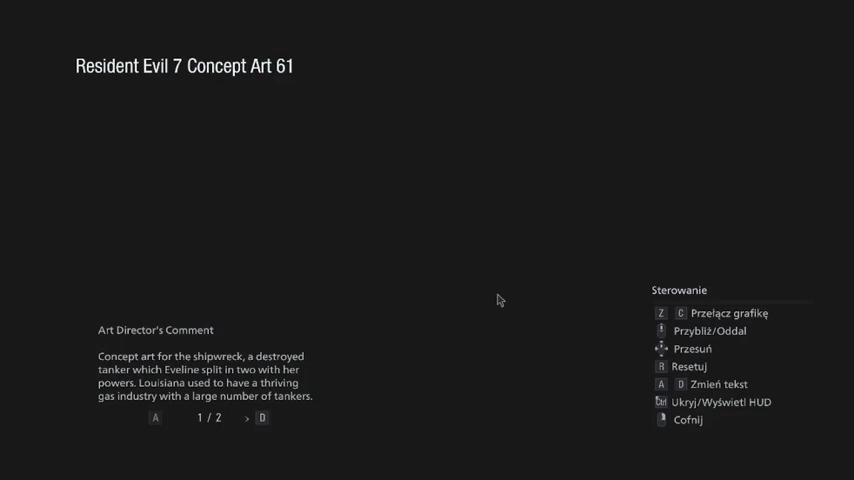 Resident Evil 7 Concept Art 61
Art Director's Comment
Concept art for the shipwreck, a destroyed
tanker which Eveline split in two with her
powers. Louisiana used to have a thriving
gas industry with a large number of tankers.
A 1 / 2 > D
Sterowanie
Z C Przełącz grafikę
Przybliż/Oddal
Przesuń
R Resetuj
A D Zmień tekst
Ctrl Ukryj/Wyświetl HUD
Cofnij